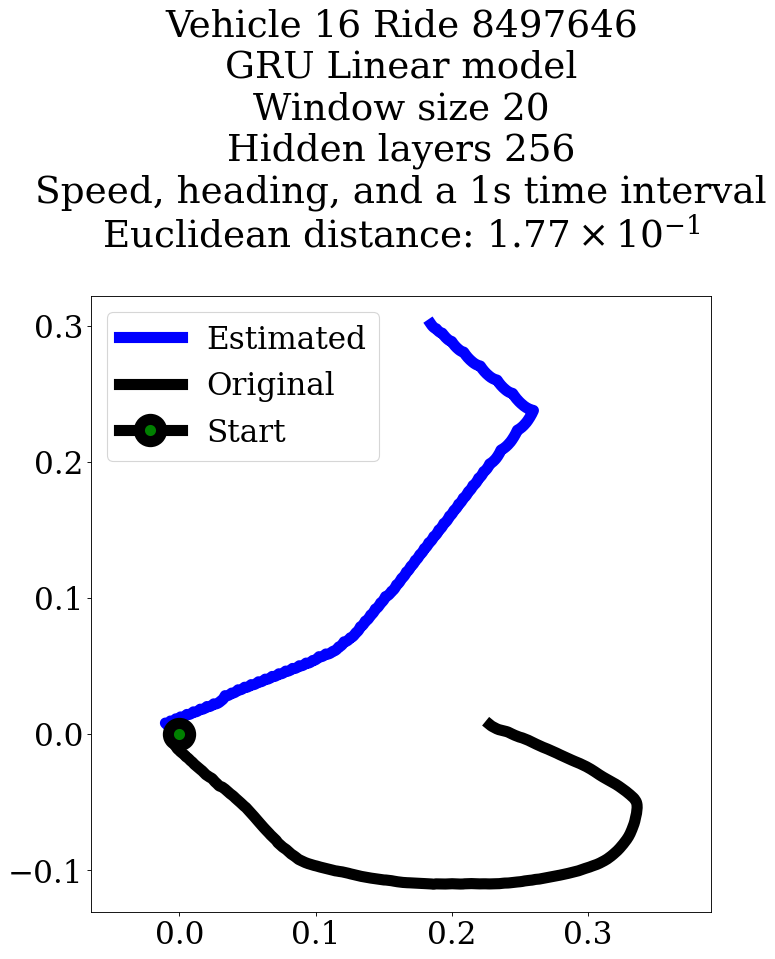 Vehicle 16 Ride 8497646
GRU Linear model
Window size 20
Hidden layers 256
Speed, heading, and a 1s time interval
Euclidean distance: 1.77 × 10⁻¹
Estimated
Original
Start
0.3
0.2
0.1
0.0
−0.1
0.0 0.1 0.2 0.3